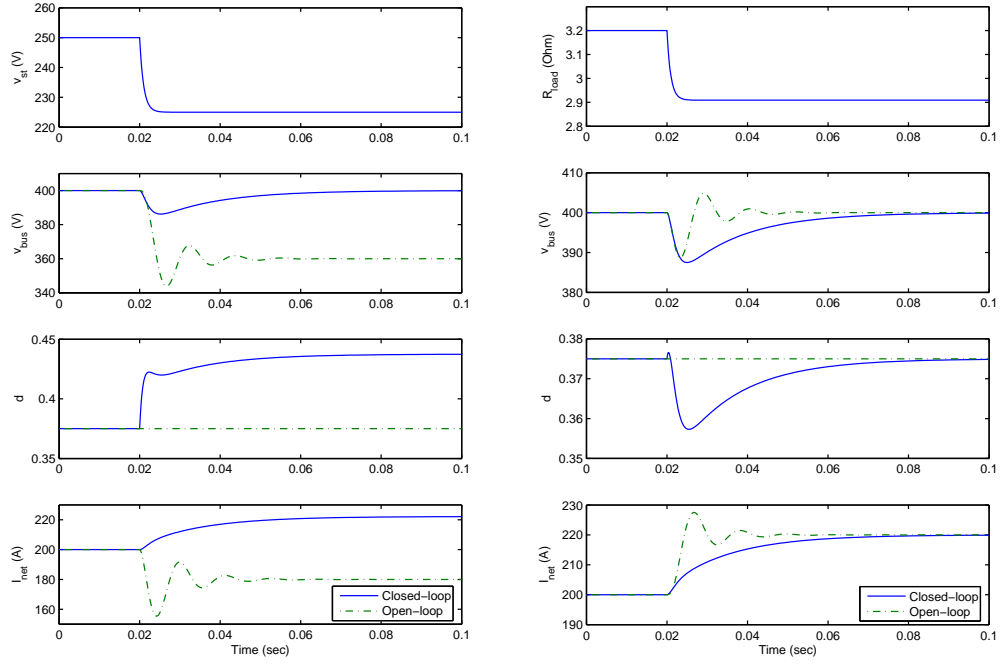 260
250
240
230
220
v_st (V)
0 0.02 0.04 0.06 0.08 0.1
400
380
360
340
v_bus (V)
0 0.02 0.04 0.06 0.08 0.1
0.45
0.4
0.35
d
0 0.02 0.04 0.06 0.08 0.1
220
200
180
160
I_net (A)
Closed-loop
Open-loop
0 0.02 0.04 0.06 0.08 0.1
Time (sec)
3.2
3.1
3
2.9
2.8
R_load (Ohm)
0 0.02 0.04 0.06 0.08 0.1
410
400
390
380
v_bus (V)
0 0.02 0.04 0.06 0.08 0.1
0.38
0.37
0.36
0.35
d
0 0.02 0.04 0.06 0.08 0.1
230
220
210
200
190
I_net (A)
Closed-loop
Open-loop
0 0.02 0.04 0.06 0.08 0.1
Time (sec)